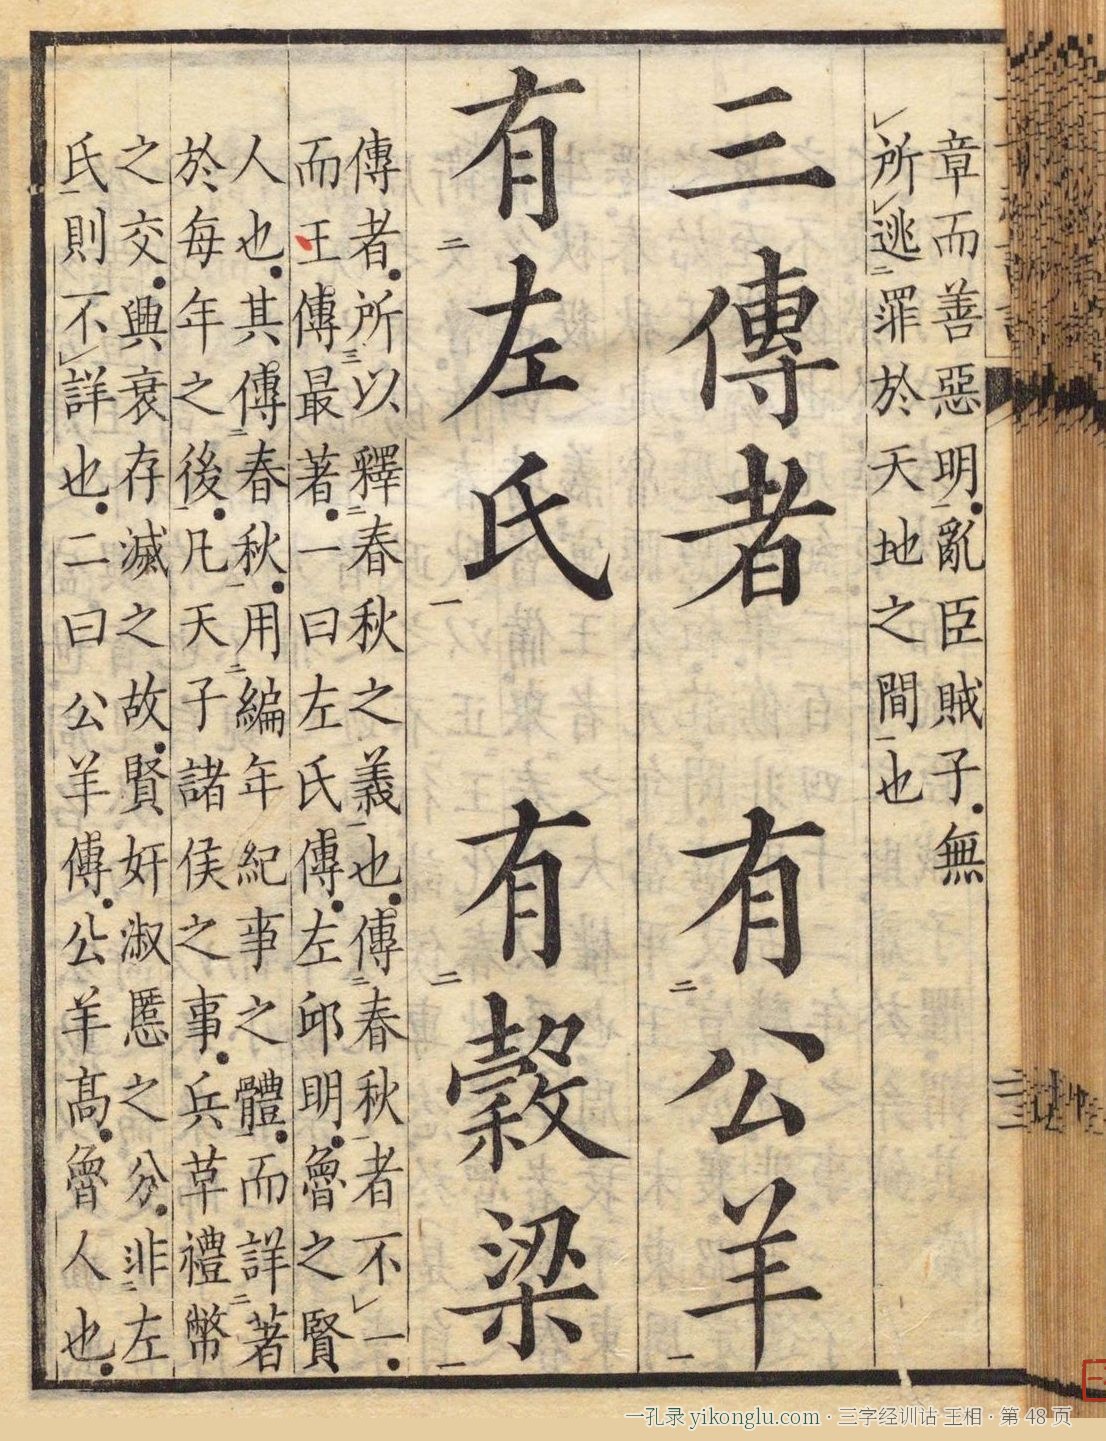 章而善惡明亂臣賊子無
所逃罪於天地之間也
三傳者　有公羊
有左氏　有穀梁
傳者所以釋春秋之義也傳春秋者不一
而王傳最著一曰左氏傳左邱明魯之賢
人也其傳春秋用編年紀事之體而詳著
於每年之後凡天子諸侯之事兵草禮幣
之交興衰存滅之故賢奸淑慝之分非左
氏則不詳也二曰公羊傳公羊高魯人也
一孔录 yikonglu.com · 三字经训诂 王相 · 第 48 页